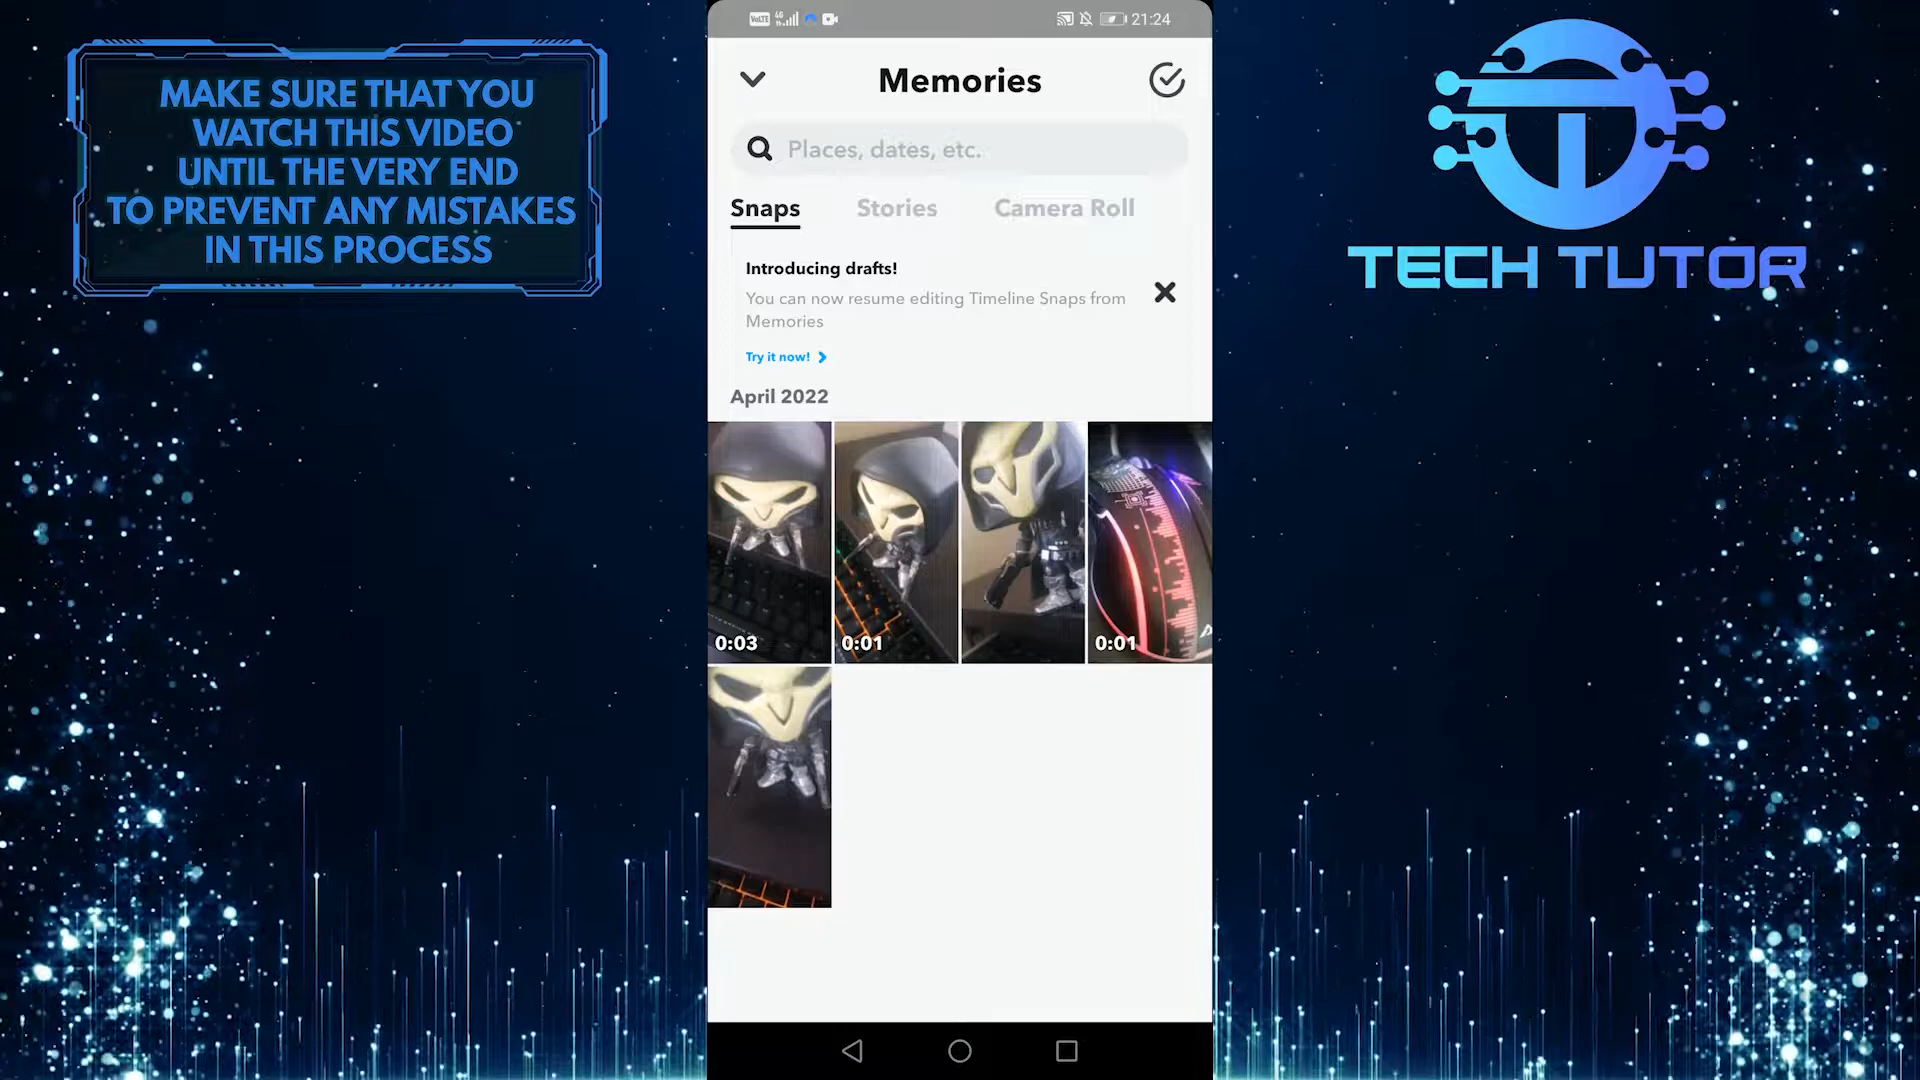 MAKE SURE THAT YOU
WATCH THIS VIDEO
UNTIL THE VERY END
TO PREVENT ANY MISTAKES
IN THIS PROCESS
VoLTE 4G 21:24
Memories
Places, dates, etc.
Snaps Stories Camera Roll
Introducing drafts!
You can now resume editing Timeline Snaps from
Memories
Try it now!
April 2022
0:03 0:01 0:01
TECH TUTOR